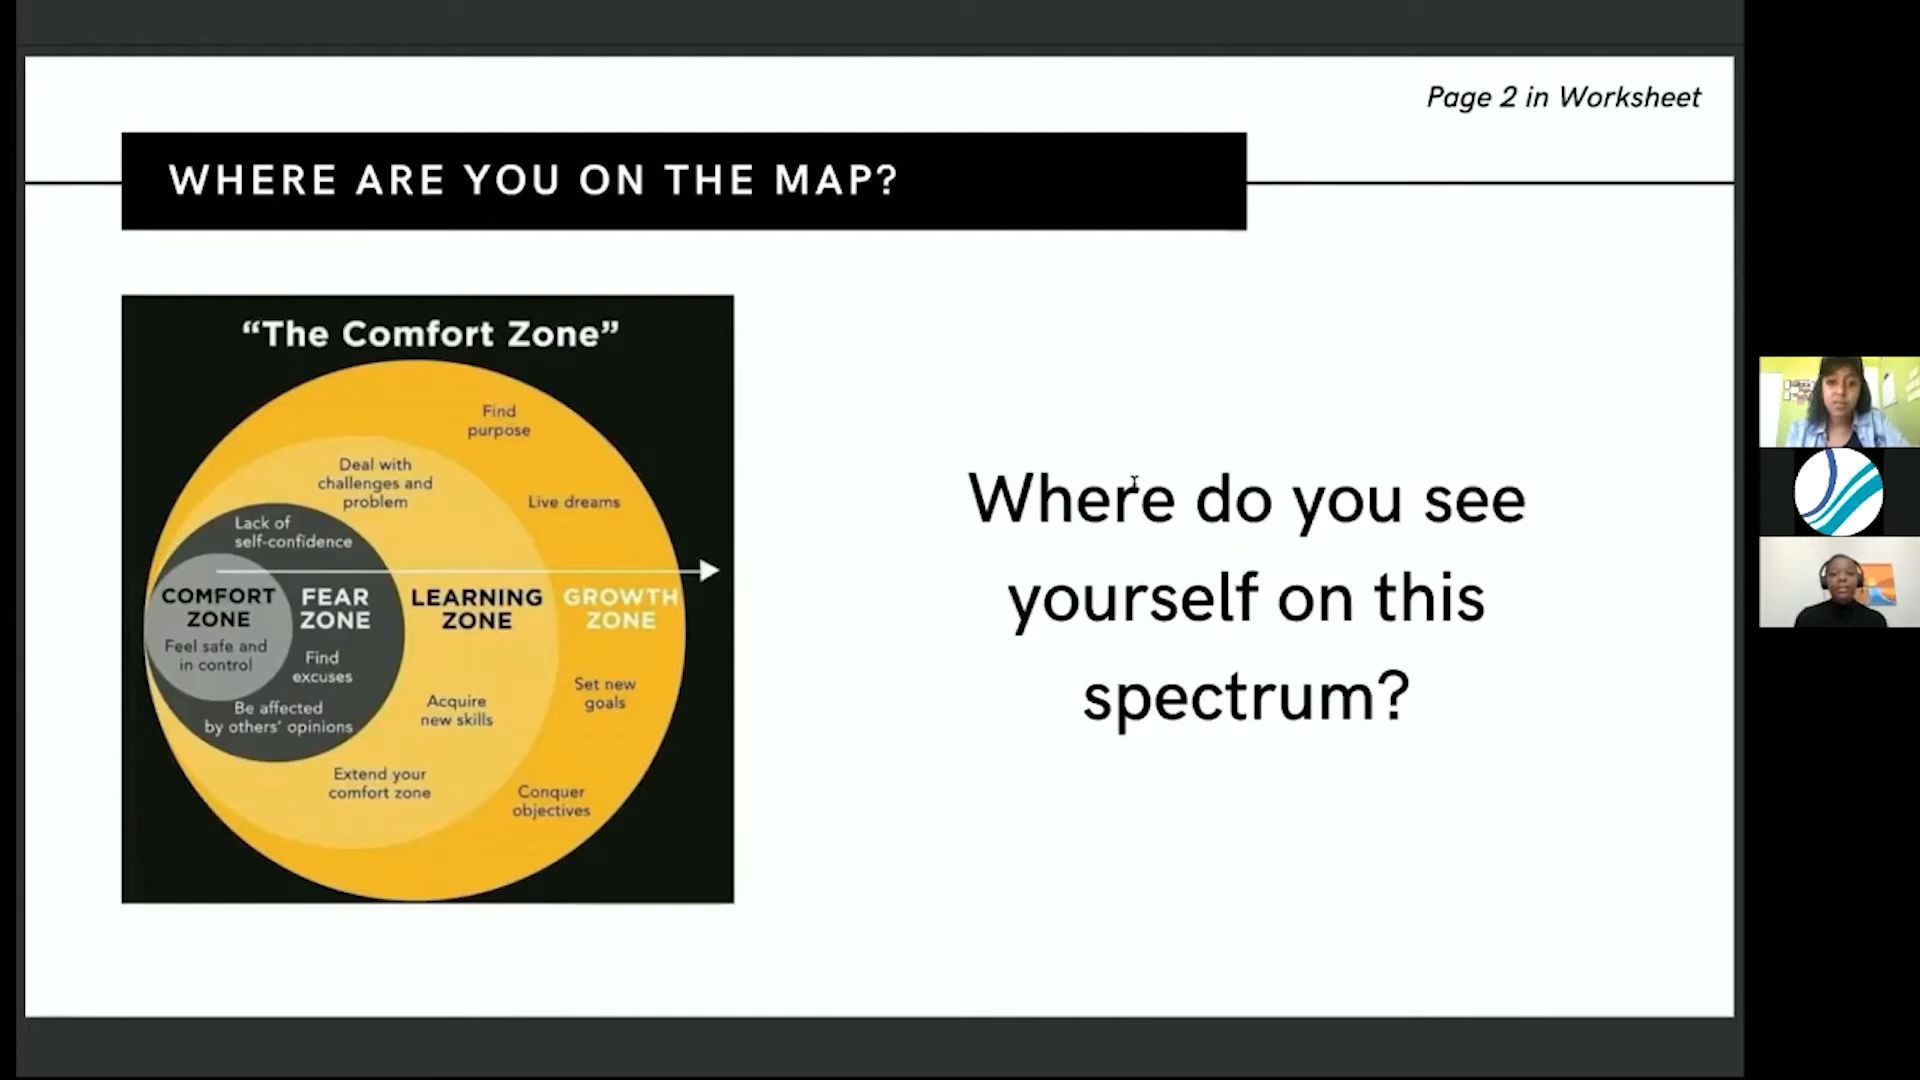 Page 2 in Worksheet
WHERE ARE YOU ON THE MAP?
“The Comfort Zone”
Find
purpose
Deal with
challenges and
problem
Live dreams
Lack of
self-confidence
COMFORT
ZONE
Feel safe and
in control
FEAR
ZONE
Find
excuses
Be affected
by others' opinions
LEARNING
ZONE
Acquire
new skills
Extend your
comfort zone
GROWTH
ZONE
Set new
goals
Conquer
objectives
Where do you see
yourself on this
spectrum?